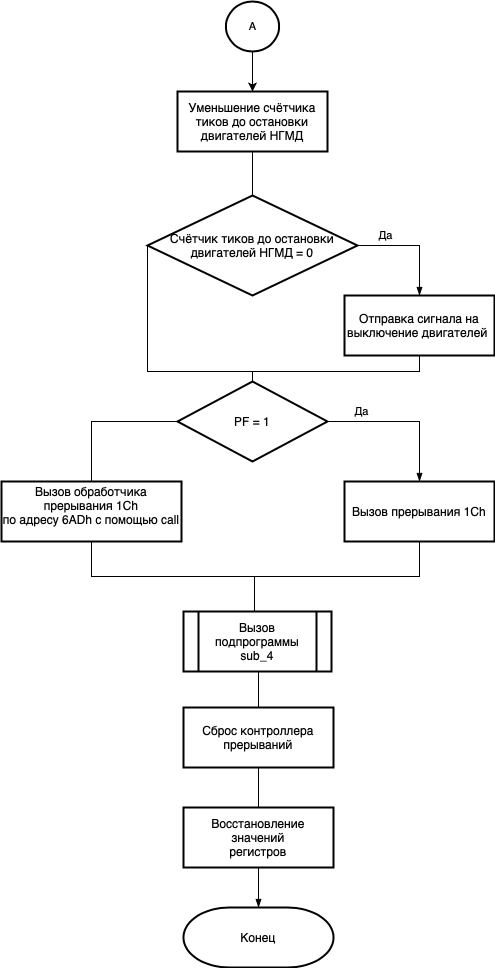 A
Уменьшение счётчика
тиков до остановки
двигателей НГМД
Счётчик тиков до остановки
двигателей НГМД = 0
Да
Отправка сигнала на
выключение двигателей
PF = 1
Да
Вызов обработчика
прерывания 1Ch
по адресу 6ADh с помощью call
Вызов прерывания 1Ch
Вызов
подпрограммы
sub_4
Сброс контроллера
прерываний
Восстановление
значений
регистров
Конец